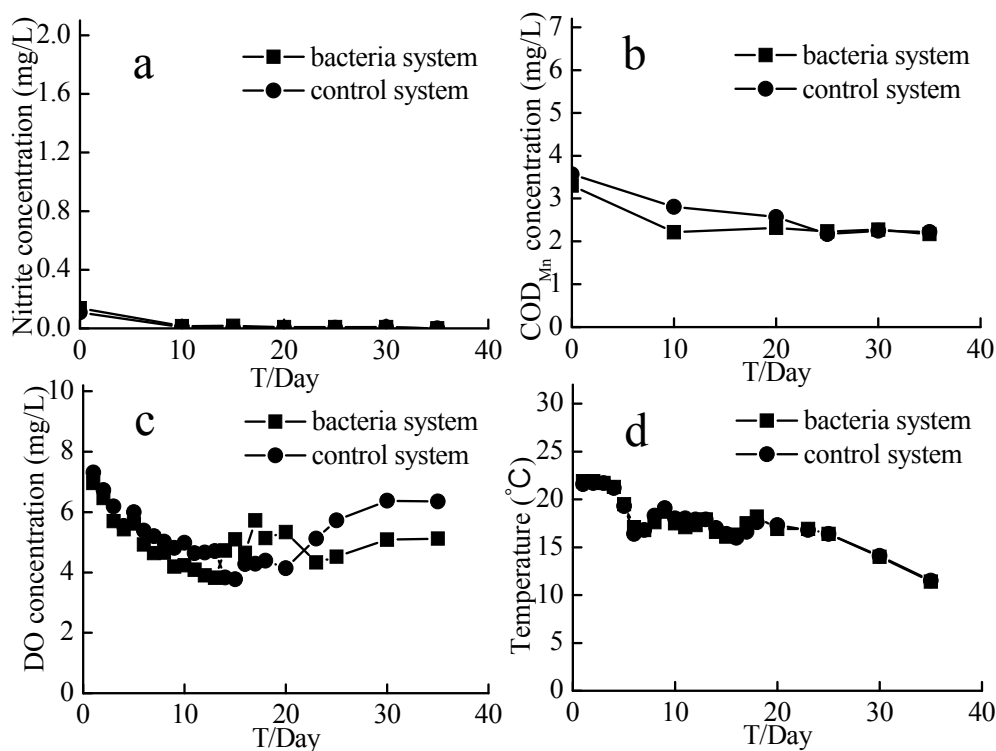 a
bacteria system
control system
Nitrite concentration (mg/L)
2.0
1.6
1.2
0.8
0.4
0.0
0 10 20 30 40
T/Day
b
bacteria system
control system
COD_Mn concentration (mg/L)
7
6
5
4
3
2
1
0
0 10 20 30 40
T/Day
c
bacteria system
control system
DO concentration (mg/L)
10
8
6
4
2
0
0 10 20 30 40
T/Day
d
bacteria system
control system
Temperature (°C)
30
25
20
15
10
5
0
0 10 20 30 40
T/Day